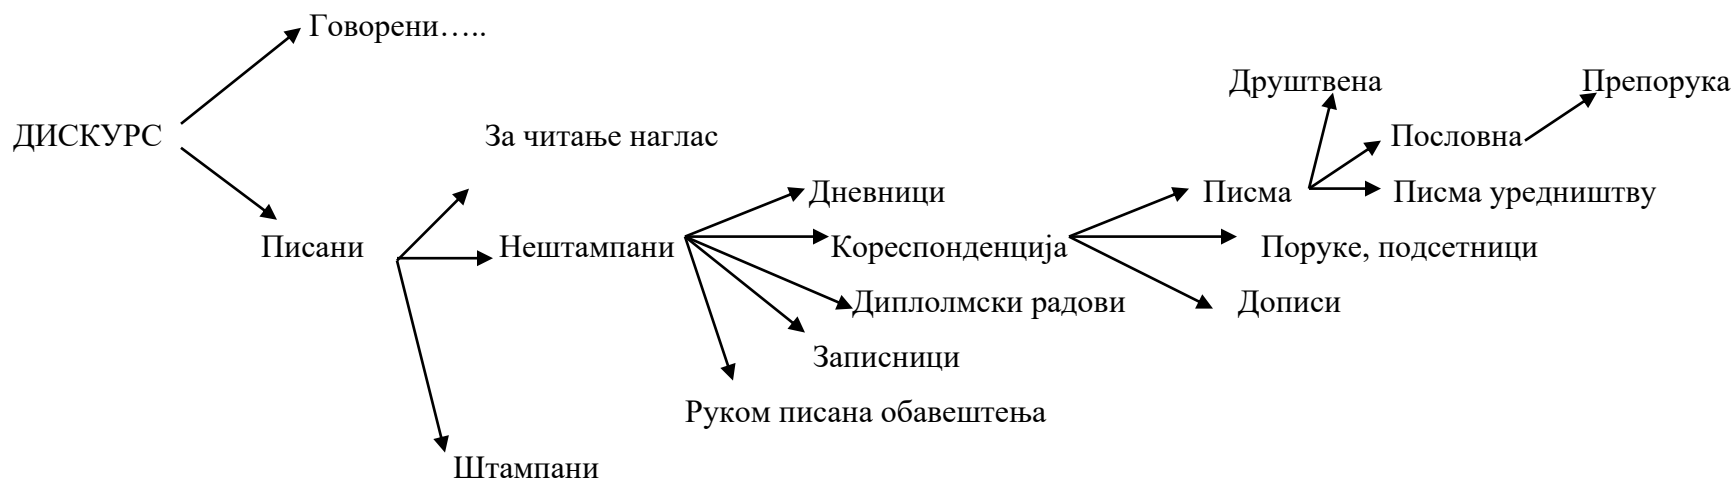 Говорени…..
Друштвена Препорука
ДИСКУРС За читање наглас Пословна
Дневници Писма Писма уредништву
Писани Нештампани Кореспонденција Поруке, подсетници
Диплолмски радови Дописи
Записници
Руком писана обавештења
Штампани